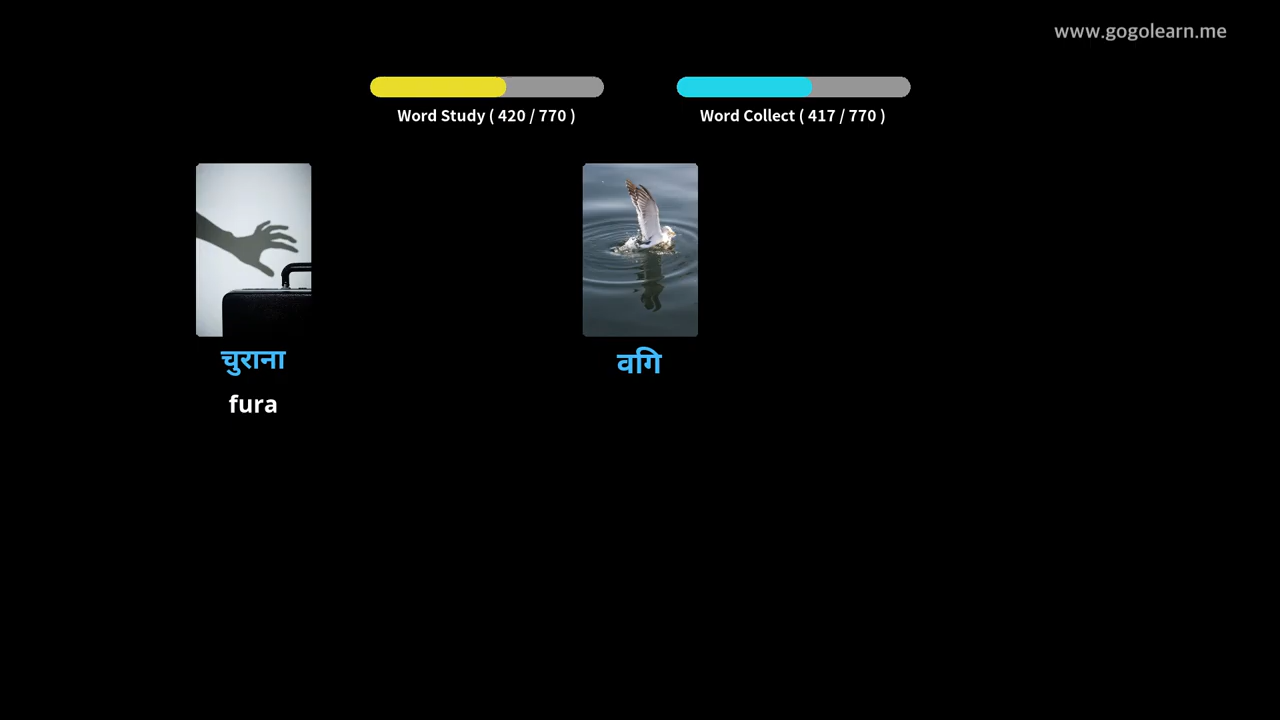 www.gogolearn.me
Word Study ( 420 / 770 )
Word Collect ( 417 / 770 )
चुराना
fura
वगि